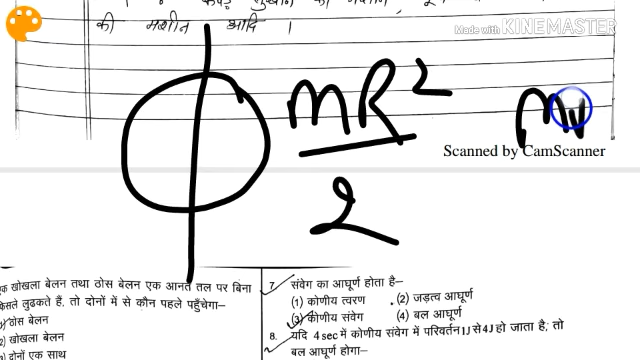 की मशीन आदि ।
Made with KINEMASTER
MR²
2
Scanned by CamScanner
एक खोखला बेलन तथा ठोस बेलन एक आनत तल पर बिना
फिसले लुढकते हैं, तो दोनों में से कौन पहले पहुँचेगा–
ठोस बेलन
खोखला बेलन
दोनों एक साथ
7 संवेग का आघूर्ण होता है–
(1) कोणीय त्वरण (2) जड़त्व आघूर्ण
(3) कोणीय संवेग (4) बल आघूर्ण
8. यदि 4 sec में कोणीय संवेग में परिवर्तन 1J से 4J हो जाता है, तो
बल आघूर्ण होगा–